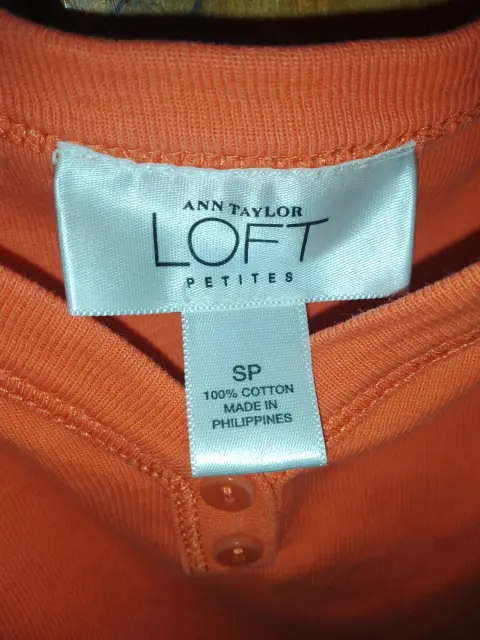 ANN TAYLOR
LOFT
PETITES
SP
100% COTTON
MADE IN
PHILIPPINES